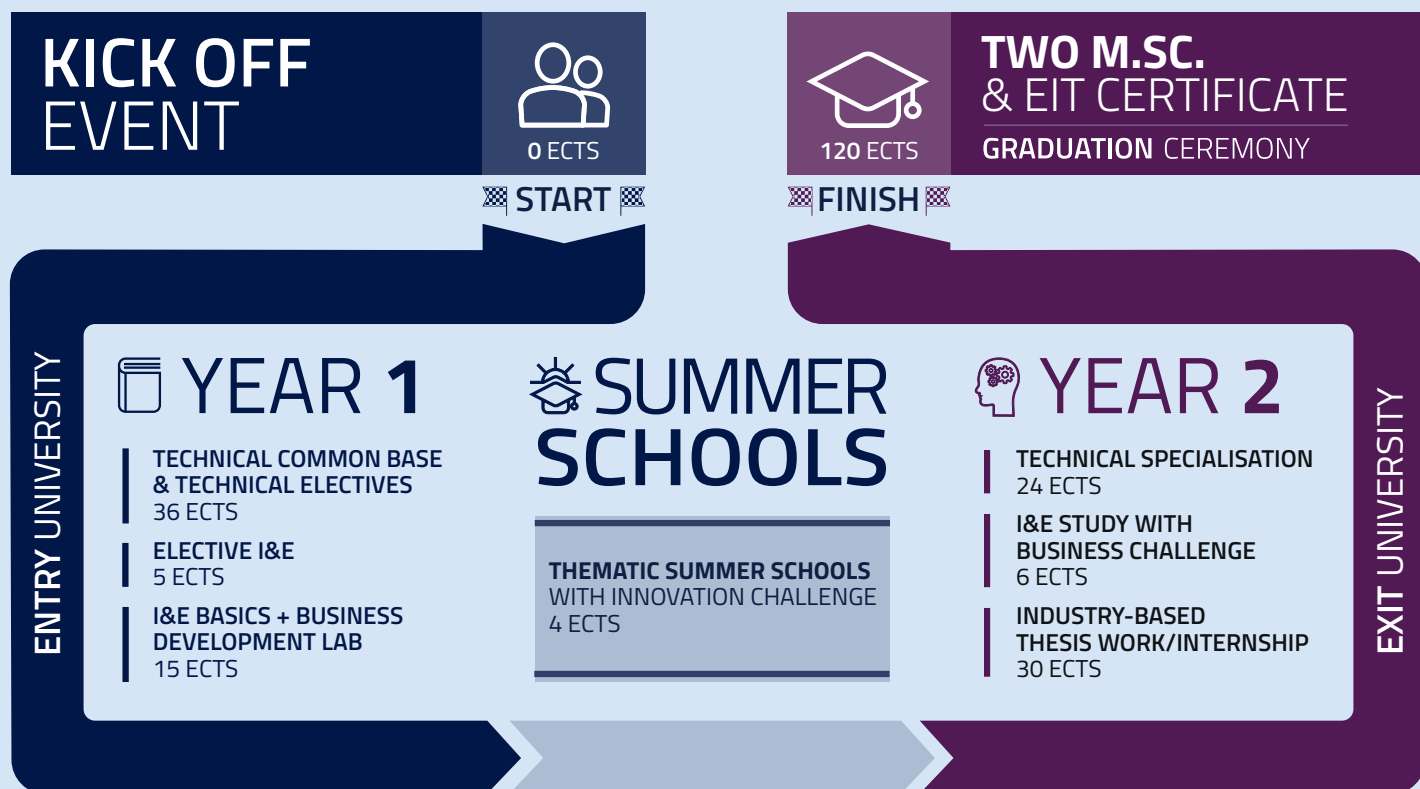 KICK OFF
EVENT
0 ECTS
START
120 ECTS
TWO M.SC.
& EIT CERTIFICATE
GRADUATION CEREMONY
FINISH
ENTRY UNIVERSITY
YEAR 1
TECHNICAL COMMON BASE
& TECHNICAL ELECTIVES
36 ECTS
ELECTIVE I&E
5 ECTS
I&E BASICS + BUSINESS
DEVELOPMENT LAB
15 ECTS
SUMMER
SCHOOLS
THEMATIC SUMMER SCHOOLS
WITH INNOVATION CHALLENGE
4 ECTS
YEAR 2
TECHNICAL SPECIALISATION
24 ECTS
I&E STUDY WITH
BUSINESS CHALLENGE
6 ECTS
INDUSTRY-BASED
THESIS WORK/INTERNSHIP
30 ECTS
EXIT UNIVERSITY